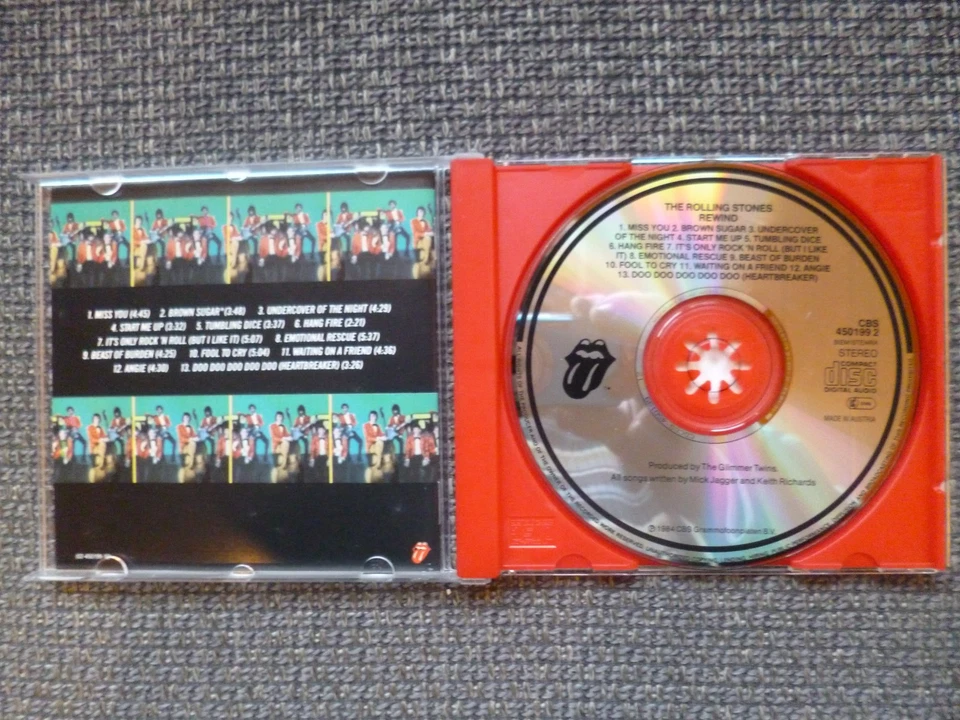 1. MISS YOU (4:45) 2. BROWN SUGAR* (3:48) 3. UNDERCOVER OF THE NIGHT (4:29)
4. START ME UP (3:32) 5. TUMBLING DICE (3:37) 6. HANG FIRE (2:21)
7. IT'S ONLY ROCK 'N ROLL (BUT I LIKE IT) (5:07) 8. EMOTIONAL RESCUE (5:37)
9. BEAST OF BURDEN (4:25) 10. FOOL TO CRY (5:04) 11. WAITING ON A FRIEND (4:36)
12. ANGIE (4:30) 13. DOO DOO DOO DOO DOO (HEARTBREAKER) (3:26)
THE ROLLING STONES
REWIND
1. MISS YOU 2. BROWN SUGAR 3. UNDERCOVER
OF THE NIGHT 4. START ME UP 5. TUMBLING DICE
6. HANG FIRE 7. IT'S ONLY ROCK 'N ROLL (BUT I LIKE
IT) 8. EMOTIONAL RESCUE 9. BEAST OF BURDEN
10. FOOL TO CRY 11. WAITING ON A FRIEND 12. ANGIE
13. DOO DOO DOO DOO DOO (HEARTBREAKER)
CBS
450199 2
STEREO
COMPACT
disc
DIGITAL AUDIO
MADE IN AUSTRIA
Produced by The Glimmer Twins.
All songs written by Mick Jagger and Keith Richards
℗ 1984 CBS Grammofoonplaten B.V.